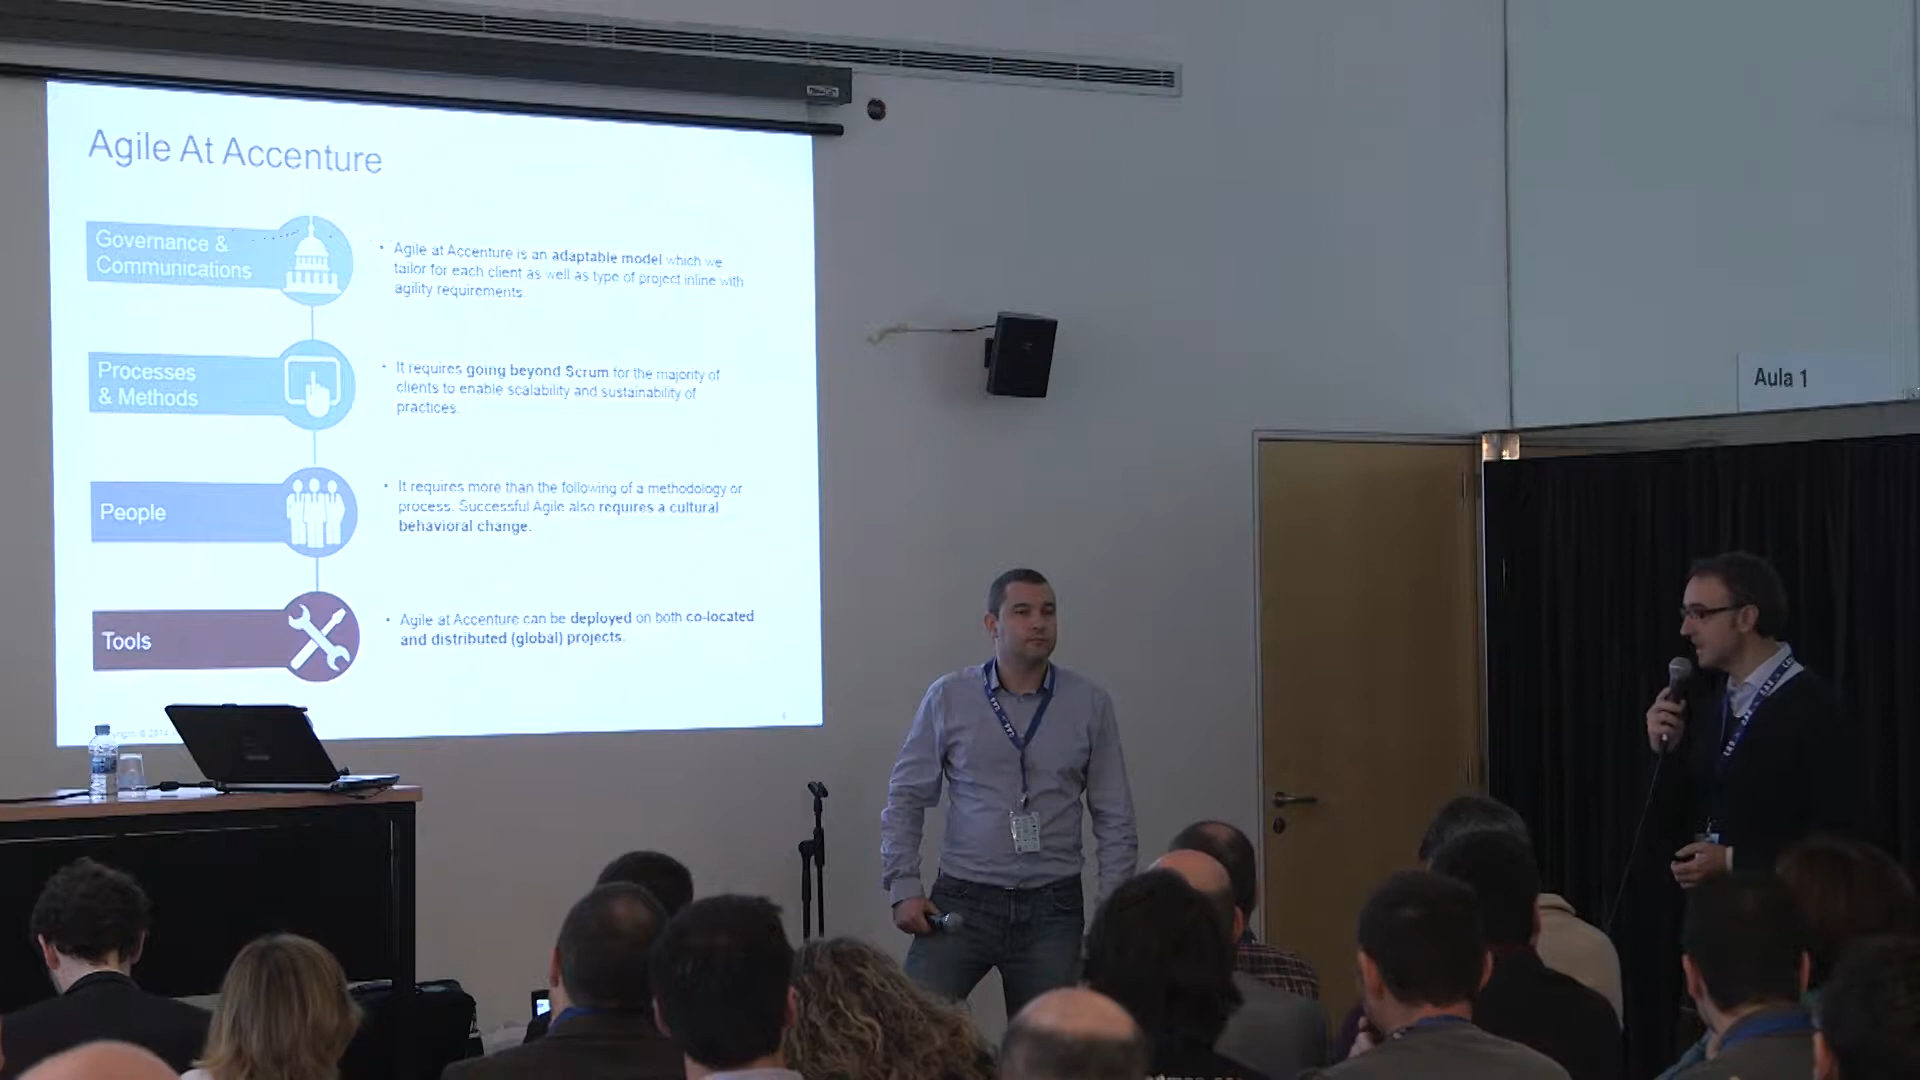 Agile At Accenture
Governance &
Communications
• Agile at Accenture is an adaptable model which we
tailor for each client as well as type of project inline with
agility requirements.
Processes
& Methods
• It requires going beyond Scrum for the majority of
clients to enable scalability and sustainability of
practices.
People
• It requires more than the following of a methodology or
process. Successful Agile also requires a cultural
behavioral change.
Tools
• Agile at Accenture can be deployed on both co-located
and distributed (global) projects.
Aula 1